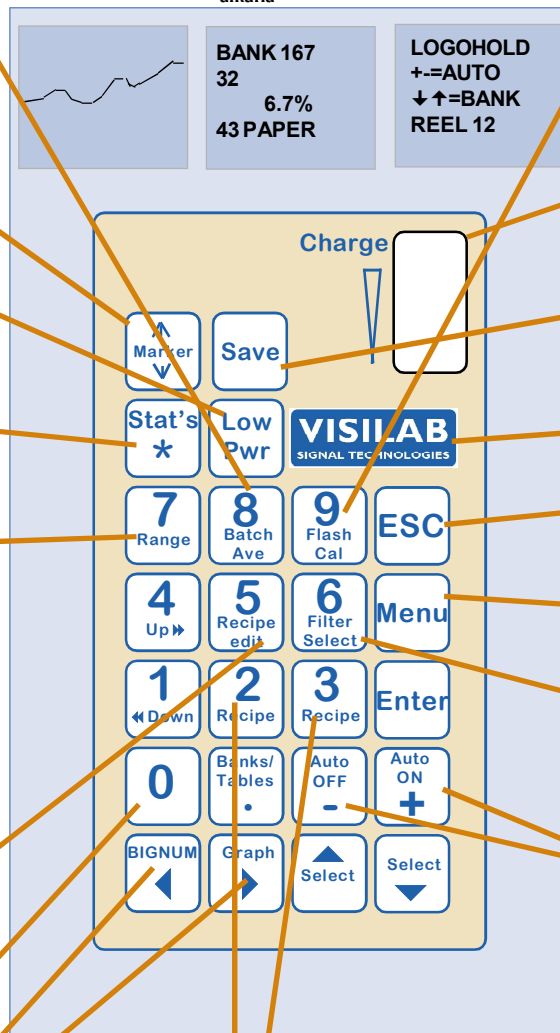 BANK 167
32
6.7%
43 PAPER
LOGOHOLD
+-=AUTO
↓↑=BANK
REEL 12
Charge
Marker
Save
Stat's
*
Low
Pwr
VISILAB
SIGNAL TECHNOLOGIES
7
Range
8
Batch
Ave
9
Flash
Cal
ESC
4
Up
5
Recipe
edit
6
Filter
Select
Menu
1
Down
2
Recipe
3
Recipe
Enter
0
Banks/
Tables
.
Auto
OFF
-
Auto
ON
+
BIGNUM
Graph
Select
Select